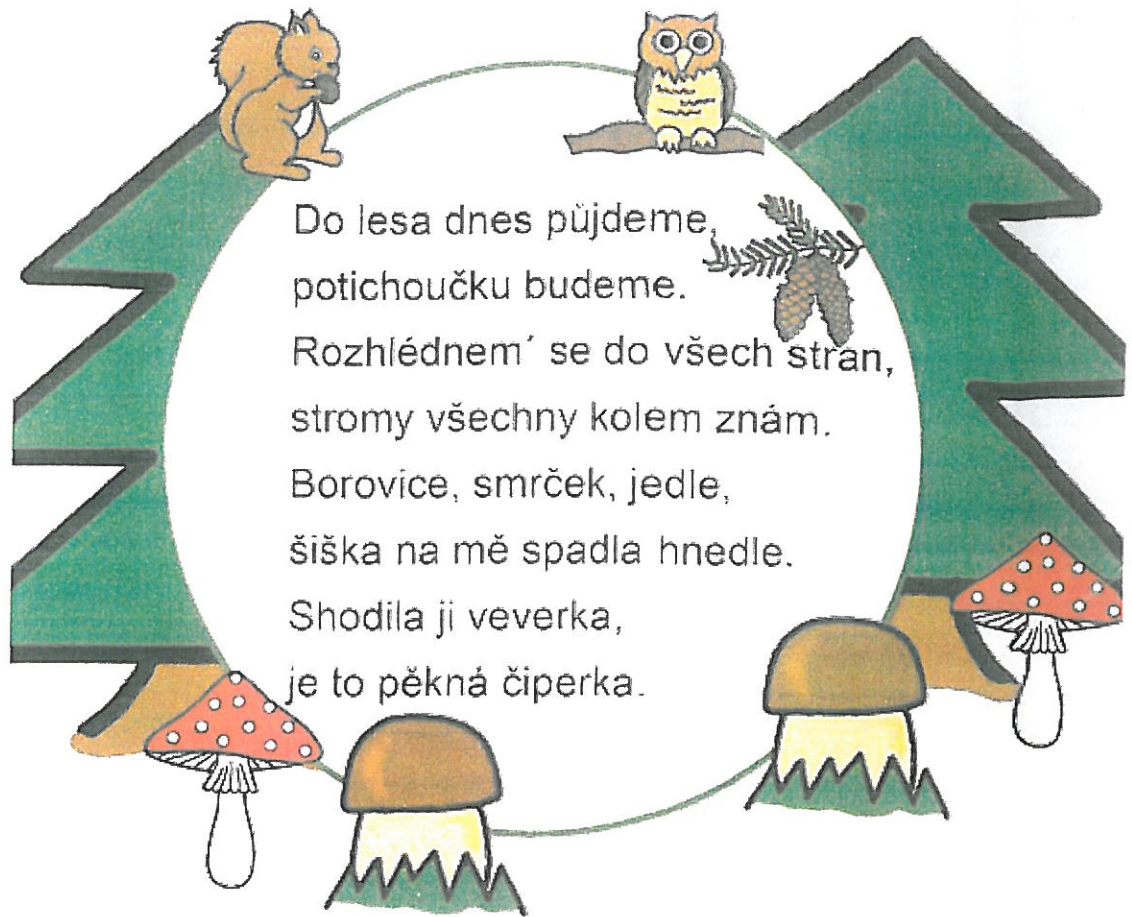 Do lesa dnes půjdeme,
potichoučku budeme.
Rozhlédnem´ se do všech stran,
stromy všechny kolem znám.
Borovice, smrček, jedle,
šiška na mě spadla hnedle.
Shodila ji veverka,
je to pěkná čiperka.